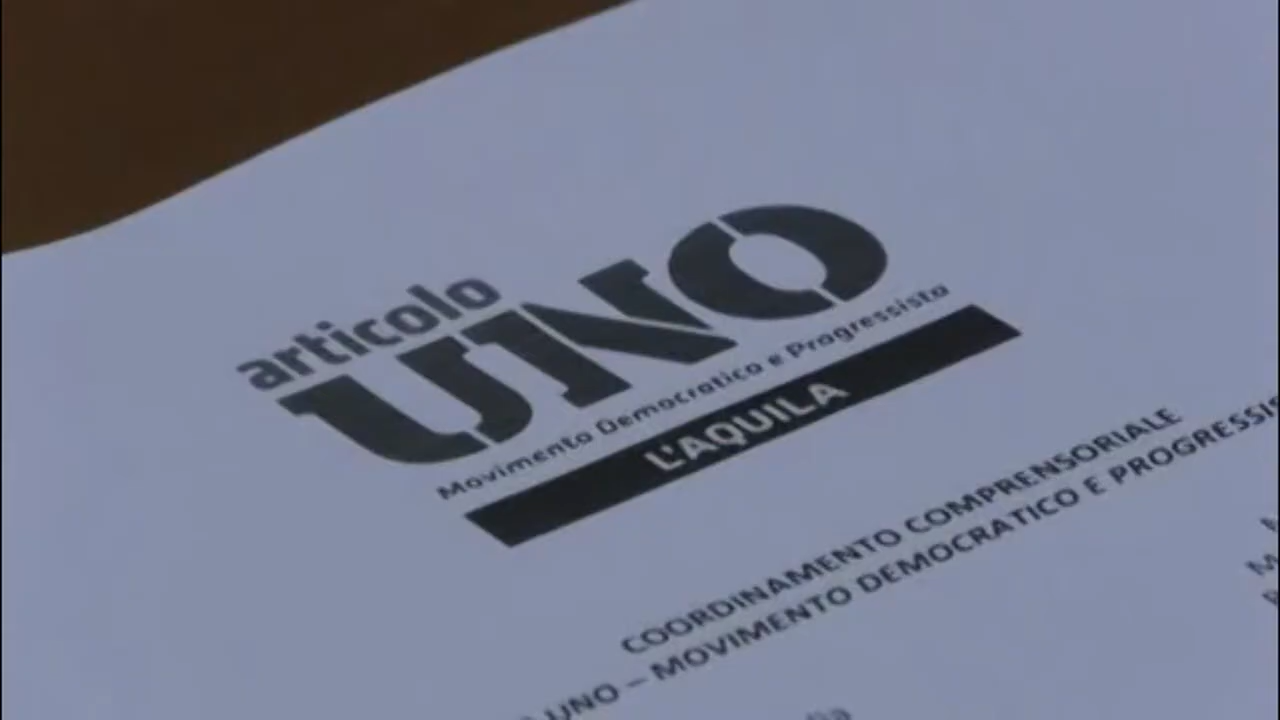 articolo
UNO
Movimento Democratico e Progressista
L'AQUILA
COORDINAMENTO COMPRENSORIALE
UNO – MOVIMENTO DEMOCRATICO E PROGRESSIS